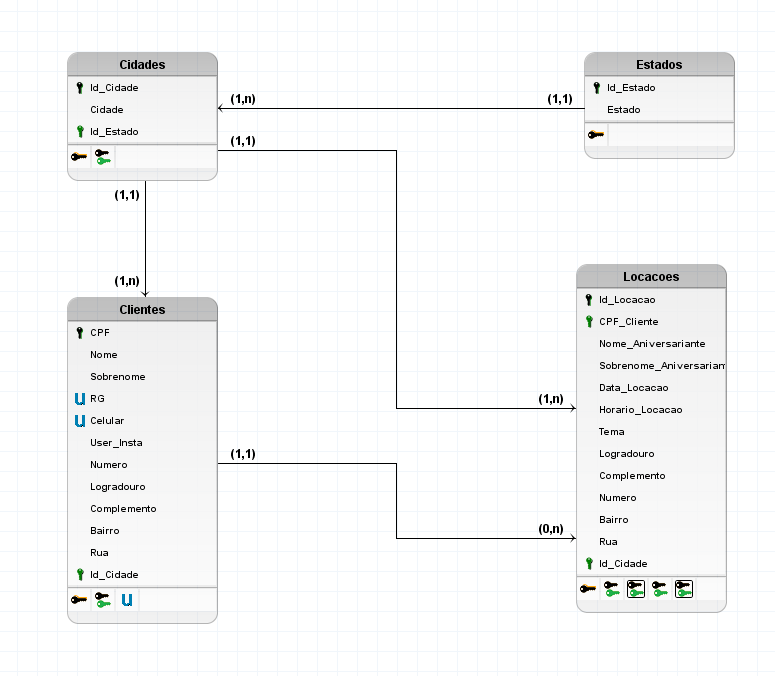 Cidades
Id_Cidade
Cidade
Id_Estado
Estados
Id_Estado
Estado
(1,n)
(1,1)
(1,1)
(1,1)
(1,n)
Clientes
CPF
Nome
Sobrenome
U RG
U Celular
User_Insta
Numero
Logradouro
Complemento
Bairro
Rua
Id_Cidade
U
(1,n)
(1,1)
(0,n)
Locacoes
Id_Locacao
CPF_Cliente
Nome_Aniversariante
Sobrenome_Aniversarian
Data_Locacao
Horario_Locacao
Tema
Logradouro
Complemento
Numero
Bairro
Rua
Id_Cidade